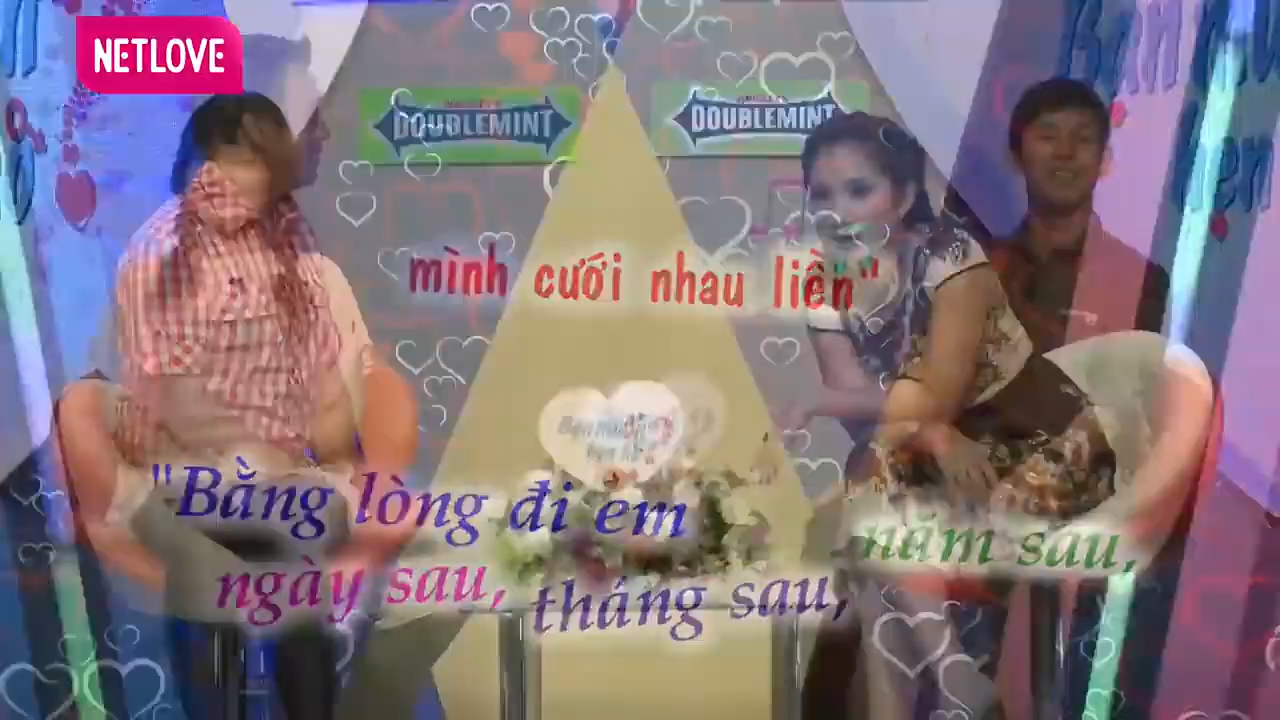 NETLOVE
DOUBLEMINT
DOUBLEMINT
mình cưới nhau liền"
"Bằng lòng đi em
ngày sau, tháng sau, năm sau,